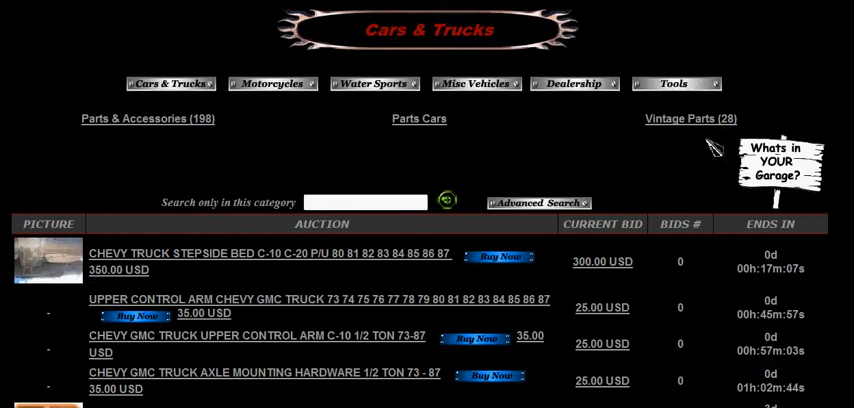 Cars & Trucks
Cars & Trucks Motorcycles Water Sports Misc Vehicles Dealership Tools
Parts & Accessories (198) Parts Cars Vintage Parts (28)
Whats in
YOUR
Garage?
Search only in this category Advanced Search
PICTURE AUCTION CURRENT BID BIDS # ENDS IN
CHEVY TRUCK STEPSIDE BED C-10 C-20 P/U 80 81 82 83 84 85 86 87 Buy Now
350.00 USD
300.00 USD 0 0d
00h:17m:07s
UPPER CONTROL ARM CHEVY GMC TRUCK 73 74 75 76 77 78 79 80 81 82 83 84 85 86 87
Buy Now 35.00 USD
- 25.00 USD 0 0d
00h:45m:57s
CHEVY GMC TRUCK UPPER CONTROL ARM C-10 1/2 TON 73-87 Buy Now 35.00
USD
- 25.00 USD 0 0d
00h:57m:03s
CHEVY GMC TRUCK AXLE MOUNTING HARDWARE 1/2 TON 73 - 87 Buy Now
35.00 USD
- 25.00 USD 0 0d
01h:02m:44s